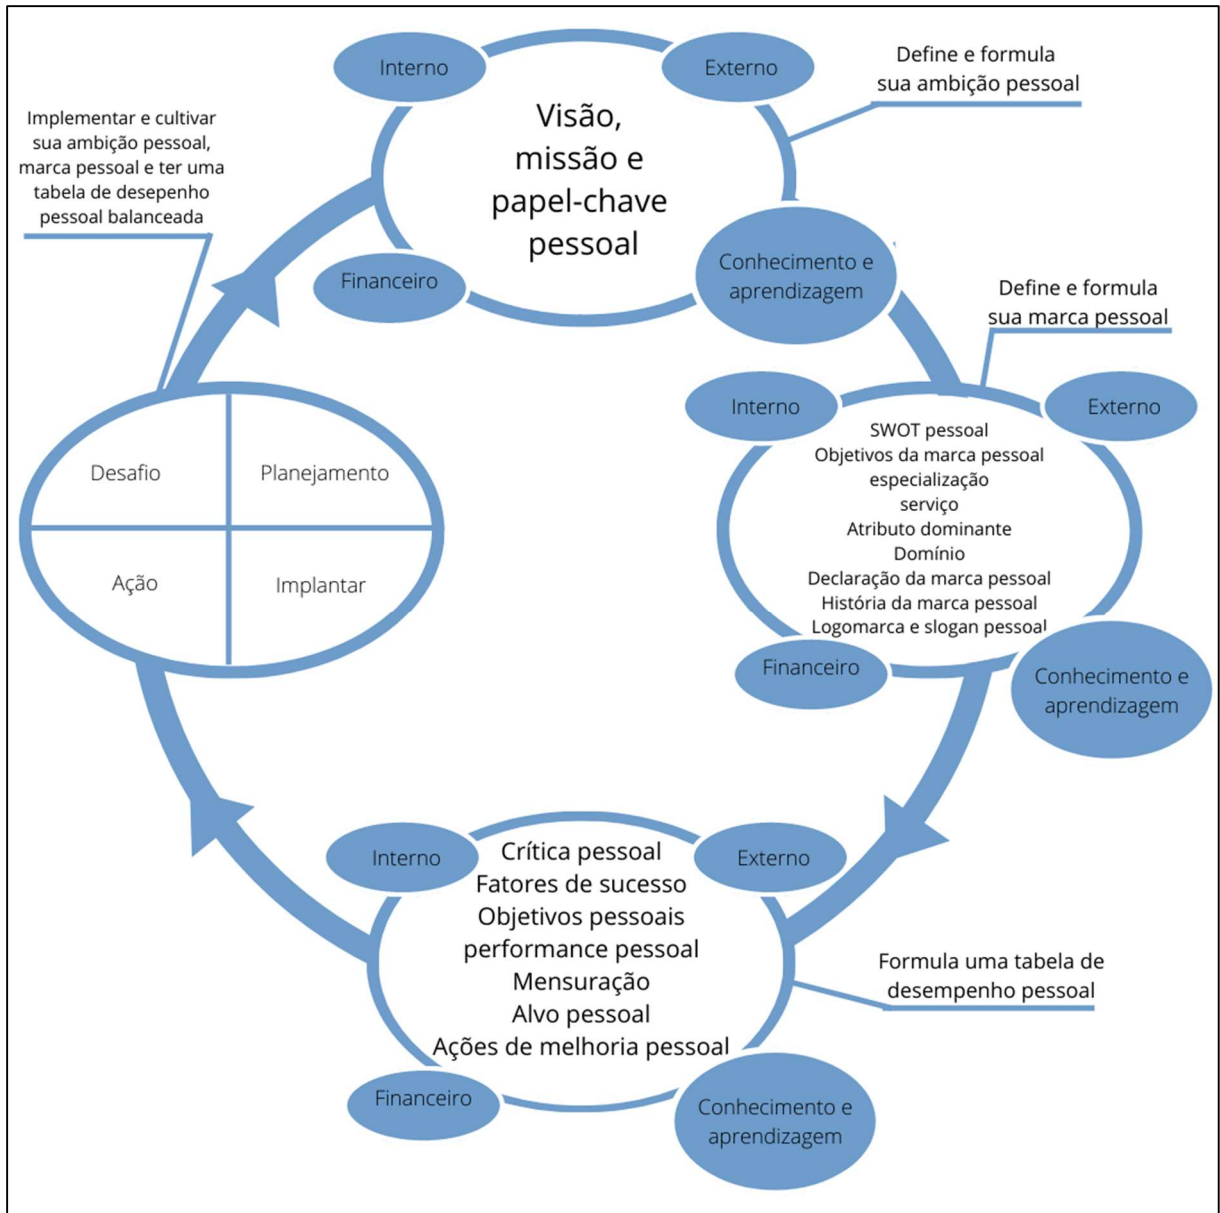 Interno
Externo
Define e formula
sua ambição pessoal
Visão,
missão e
papel-chave
pessoal
Implementar e cultivar
sua ambição pessoal,
marca pessoal e ter uma
tabela de desepenho
pessoal balanceada
Financeiro
Conhecimento e
aprendizagem
Define e formula
sua marca pessoal
Interno
Externo
SWOT pessoal
Objetivos da marca pessoal
especialização
serviço
Atributo dominante
Domínio
Declaração da marca pessoal
História da marca pessoal
Logomarca e slogan pessoal
Financeiro
Conhecimento e
aprendizagem
Desafio
Planejamento
Ação
Implantar
Interno
Externo
Crítica pessoal
Fatores de sucesso
Objetivos pessoais
performance pessoal
Mensuração
Alvo pessoal
Ações de melhoria pessoal
Formula uma tabela de
desempenho pessoal
Financeiro
Conhecimento e
aprendizagem